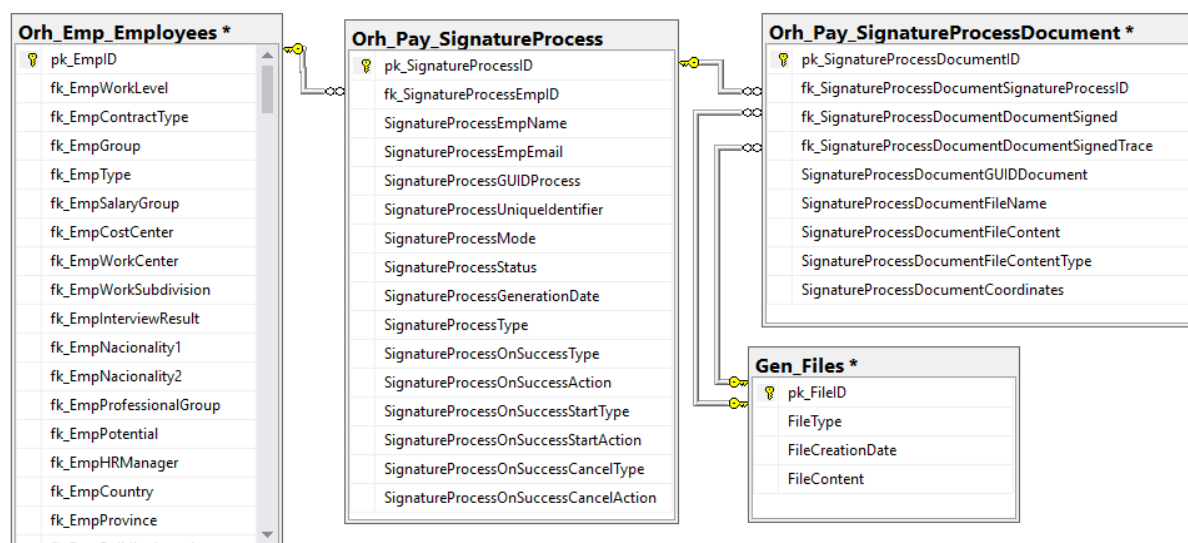 Orh_Emp_Employees *
pk_EmpID
fk_EmpWorkLevel
fk_EmpContractType
fk_EmpGroup
fk_EmpType
fk_EmpSalaryGroup
fk_EmpCostCenter
fk_EmpWorkCenter
fk_EmpWorkSubdivision
fk_EmpInterviewResult
fk_EmpNacionality1
fk_EmpNacionality2
fk_EmpProfessionalGroup
fk_EmpPotential
fk_EmpHRManager
fk_EmpCountry
fk_EmpProvince
Orh_Pay_SignatureProcess
pk_SignatureProcessID
fk_SignatureProcessEmpID
SignatureProcessEmpName
SignatureProcessEmpEmail
SignatureProcessGUIDProcess
SignatureProcessUniqueIdentifier
SignatureProcessMode
SignatureProcessStatus
SignatureProcessGenerationDate
SignatureProcessType
SignatureProcessOnSuccessType
SignatureProcessOnSuccessAction
SignatureProcessOnSuccessStartType
SignatureProcessOnSuccessStartAction
SignatureProcessOnSuccessCancelType
SignatureProcessOnSuccessCancelAction
Orh_Pay_SignatureProcessDocument *
pk_SignatureProcessDocumentID
fk_SignatureProcessDocumentSignatureProcessID
fk_SignatureProcessDocumentDocumentSigned
fk_SignatureProcessDocumentDocumentSignedTrace
SignatureProcessDocumentGUIDDocument
SignatureProcessDocumentFileName
SignatureProcessDocumentFileContent
SignatureProcessDocumentFileContentType
SignatureProcessDocumentCoordinates
Gen_Files *
pk_FileID
FileType
FileCreationDate
FileContent